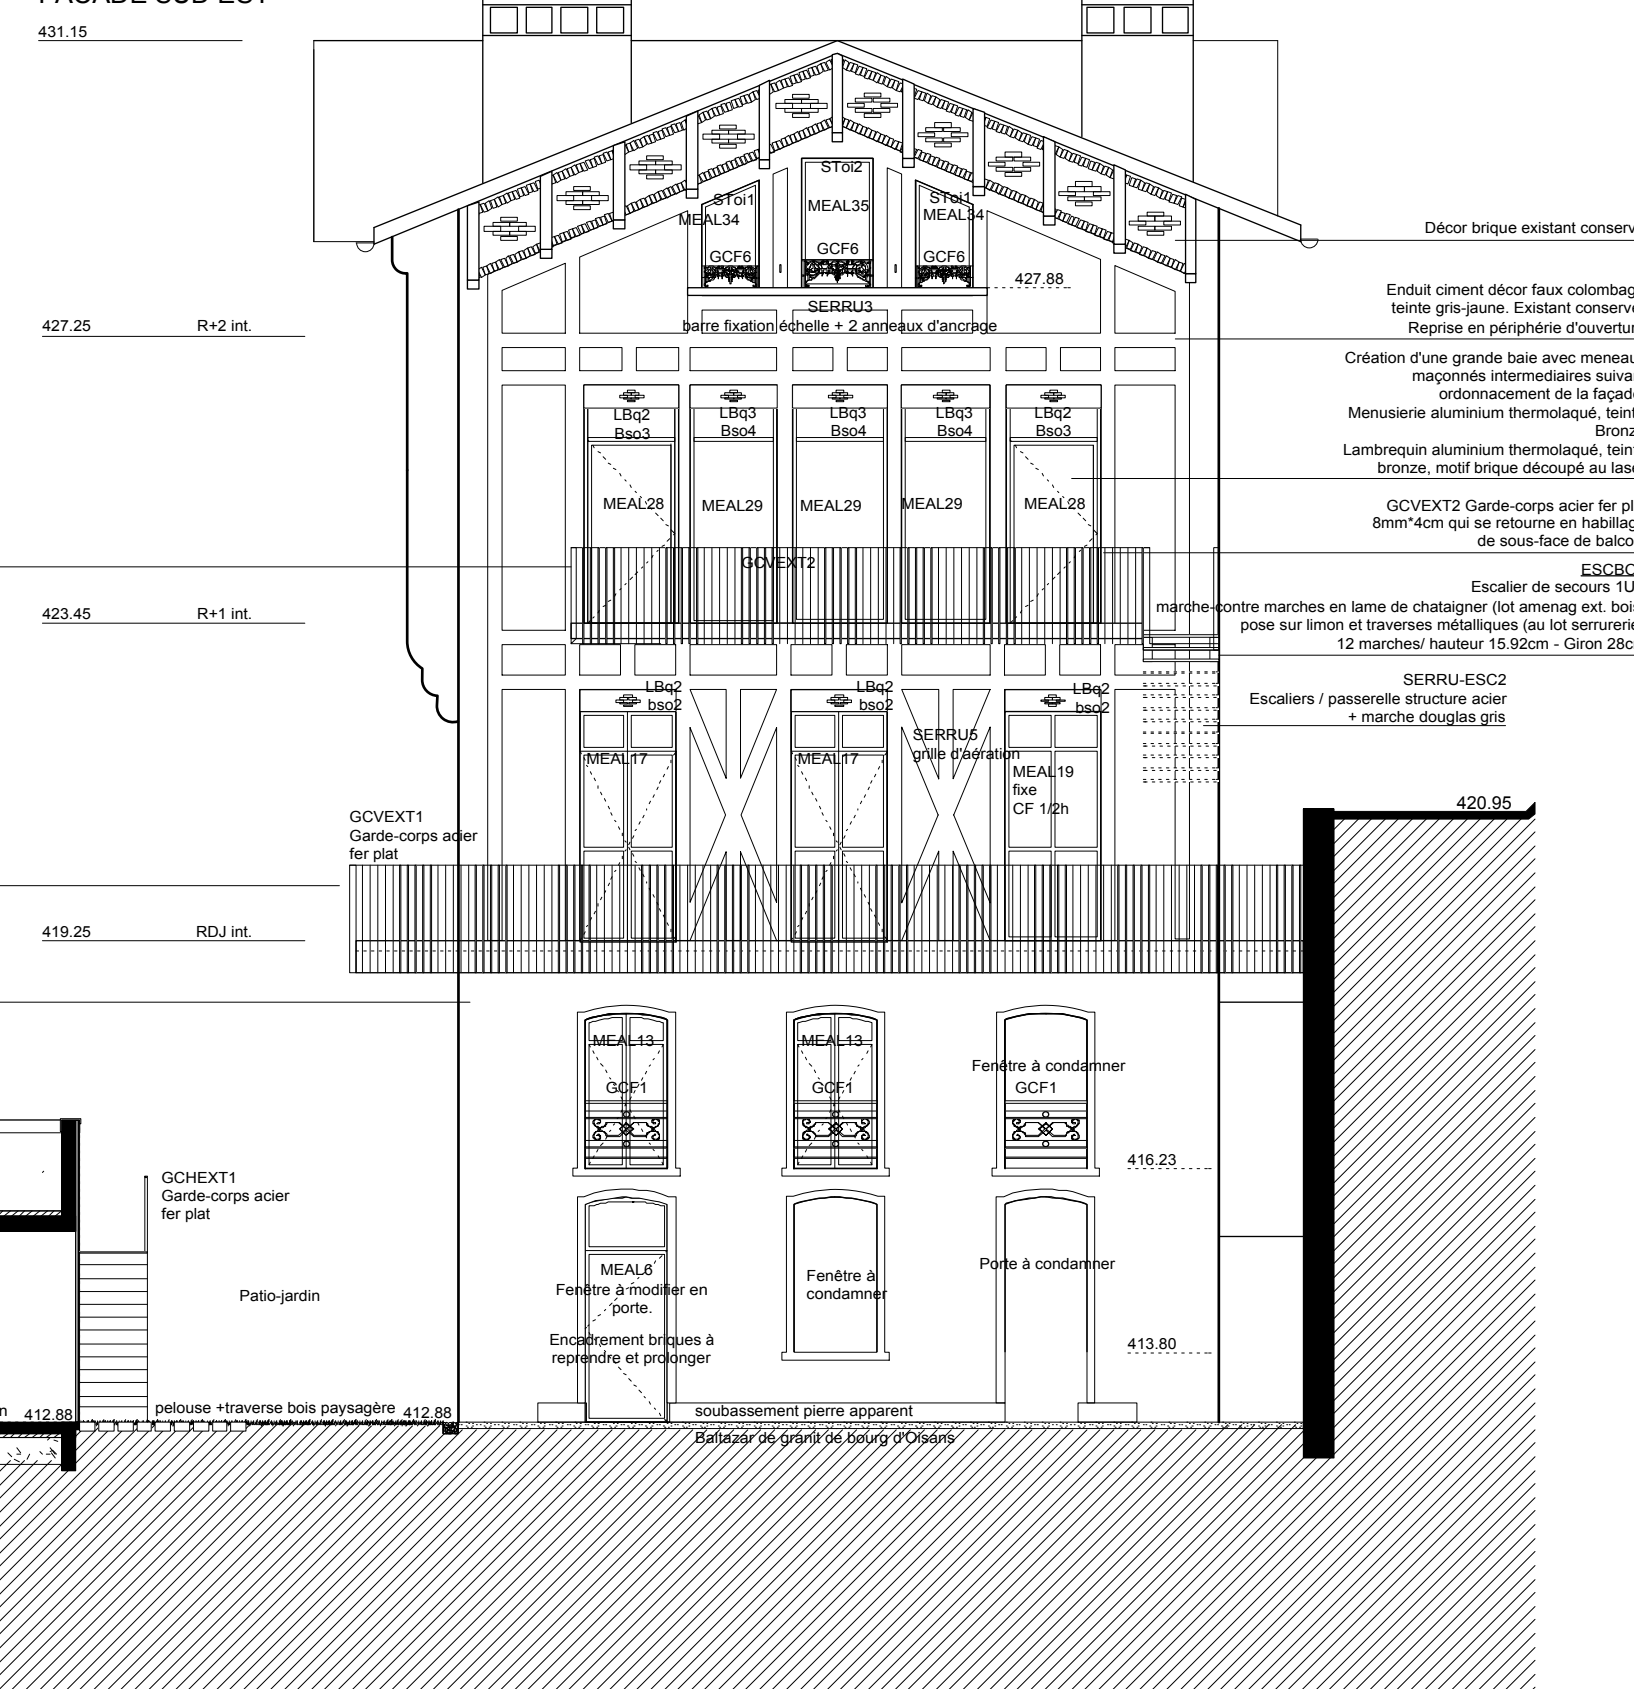 FACADE SUD EST
431.15
SToi2
MEAL35
GCF6
SToi1
MEAL34
GCF6
SToi1
MEAL34
GCF6
427.88
SERRU3
barre fixation échelle + 2 anneaux d'ancrage
427.25 R+2 int.
Décor brique existant conserv
Enduit ciment décor faux colombag
teinte gris-jaune. Existant conserve
Reprise en périphérie d'ouvertur
Création d'une grande baie avec meneau
maçonnés intermediaires suivan
ordonnacement de la façade
Menusierie aluminium thermolaqué, teint
Bronz
Lambrequin aluminium thermolaqué, teint
bronze, motif brique découpé au lase
LBq2 LBq3 LBq3 LBq3 LBq2
Bso3 Bso4 Bso4 Bso4 Bso3
MEAL28 MEAL29 MEAL29 MEAL29 MEAL28
GCVEXT2 Garde-corps acier fer pl
8mm*4cm qui se retourne en habillag
de sous-face de balco
GCVEXT2
ESCBO
Escalier de secours 1U
marche-contre marches en lame de chataigner (lot amenag ext. bois
pose sur limon et traverses métalliques (au lot serrurerie
12 marches/ hauteur 15.92cm - Giron 28c
423.45 R+1 int.
SERRU-ESC2
Escaliers / passerelle structure acier
+ marche douglas gris
LBq2 LBq2 LBq2
bso2 bso2 bso2
SERRU5
grille d'aération
MEAL17 MEAL17
MEAL19
fixe
CF 1/2h
420.95
GCVEXT1
Garde-corps acier
fer plat
419.25 RDJ int.
MEAL13 MEAL13
Fenêtre à condamner
GCF1 GCF1 GCF1
416.23
GCHEXT1
Garde-corps acier
fer plat
Patio-jardin
MEAL6
Fenêtre à modifier en
porte.
Encadrement briques à
reprendre et prolonger
Fenêtre à
condamner
Porte à condamner
413.80
n 412.88
pelouse +traverse bois paysagère 412.88
soubassement pierre apparent
Baltazar de granit de bourg d'Oisans